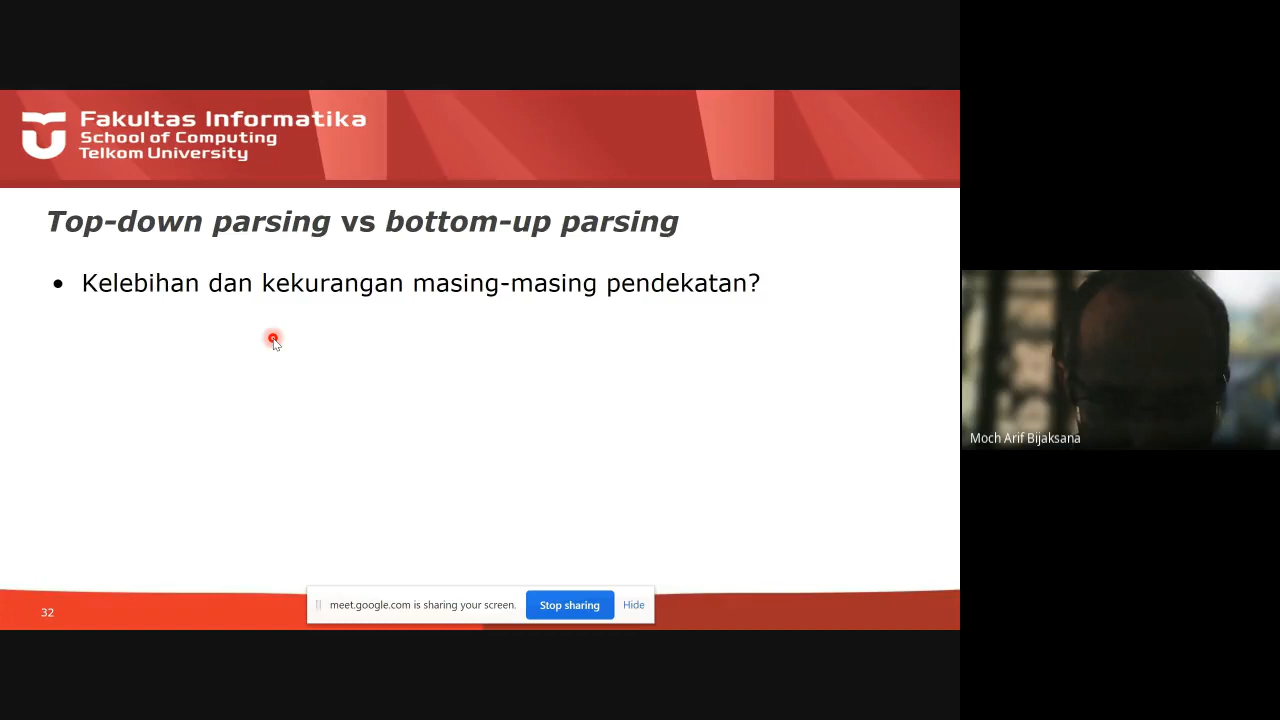 Fakultas Informatika
School of Computing
Telkom University
Top-down parsing vs bottom-up parsing
• Kelebihan dan kekurangan masing-masing pendekatan?
Moch Arif Bijaksana
meet.google.com is sharing your screen.
Stop sharing
Hide
32